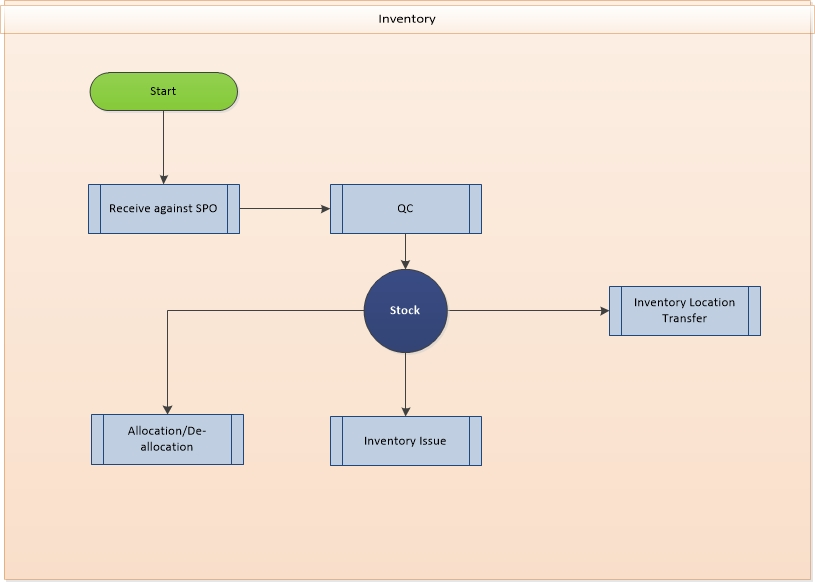 Inventory
Start
Receive against SPO
QC
Stock
Inventory Location
Transfer
Allocation/De-
allocation
Inventory Issue